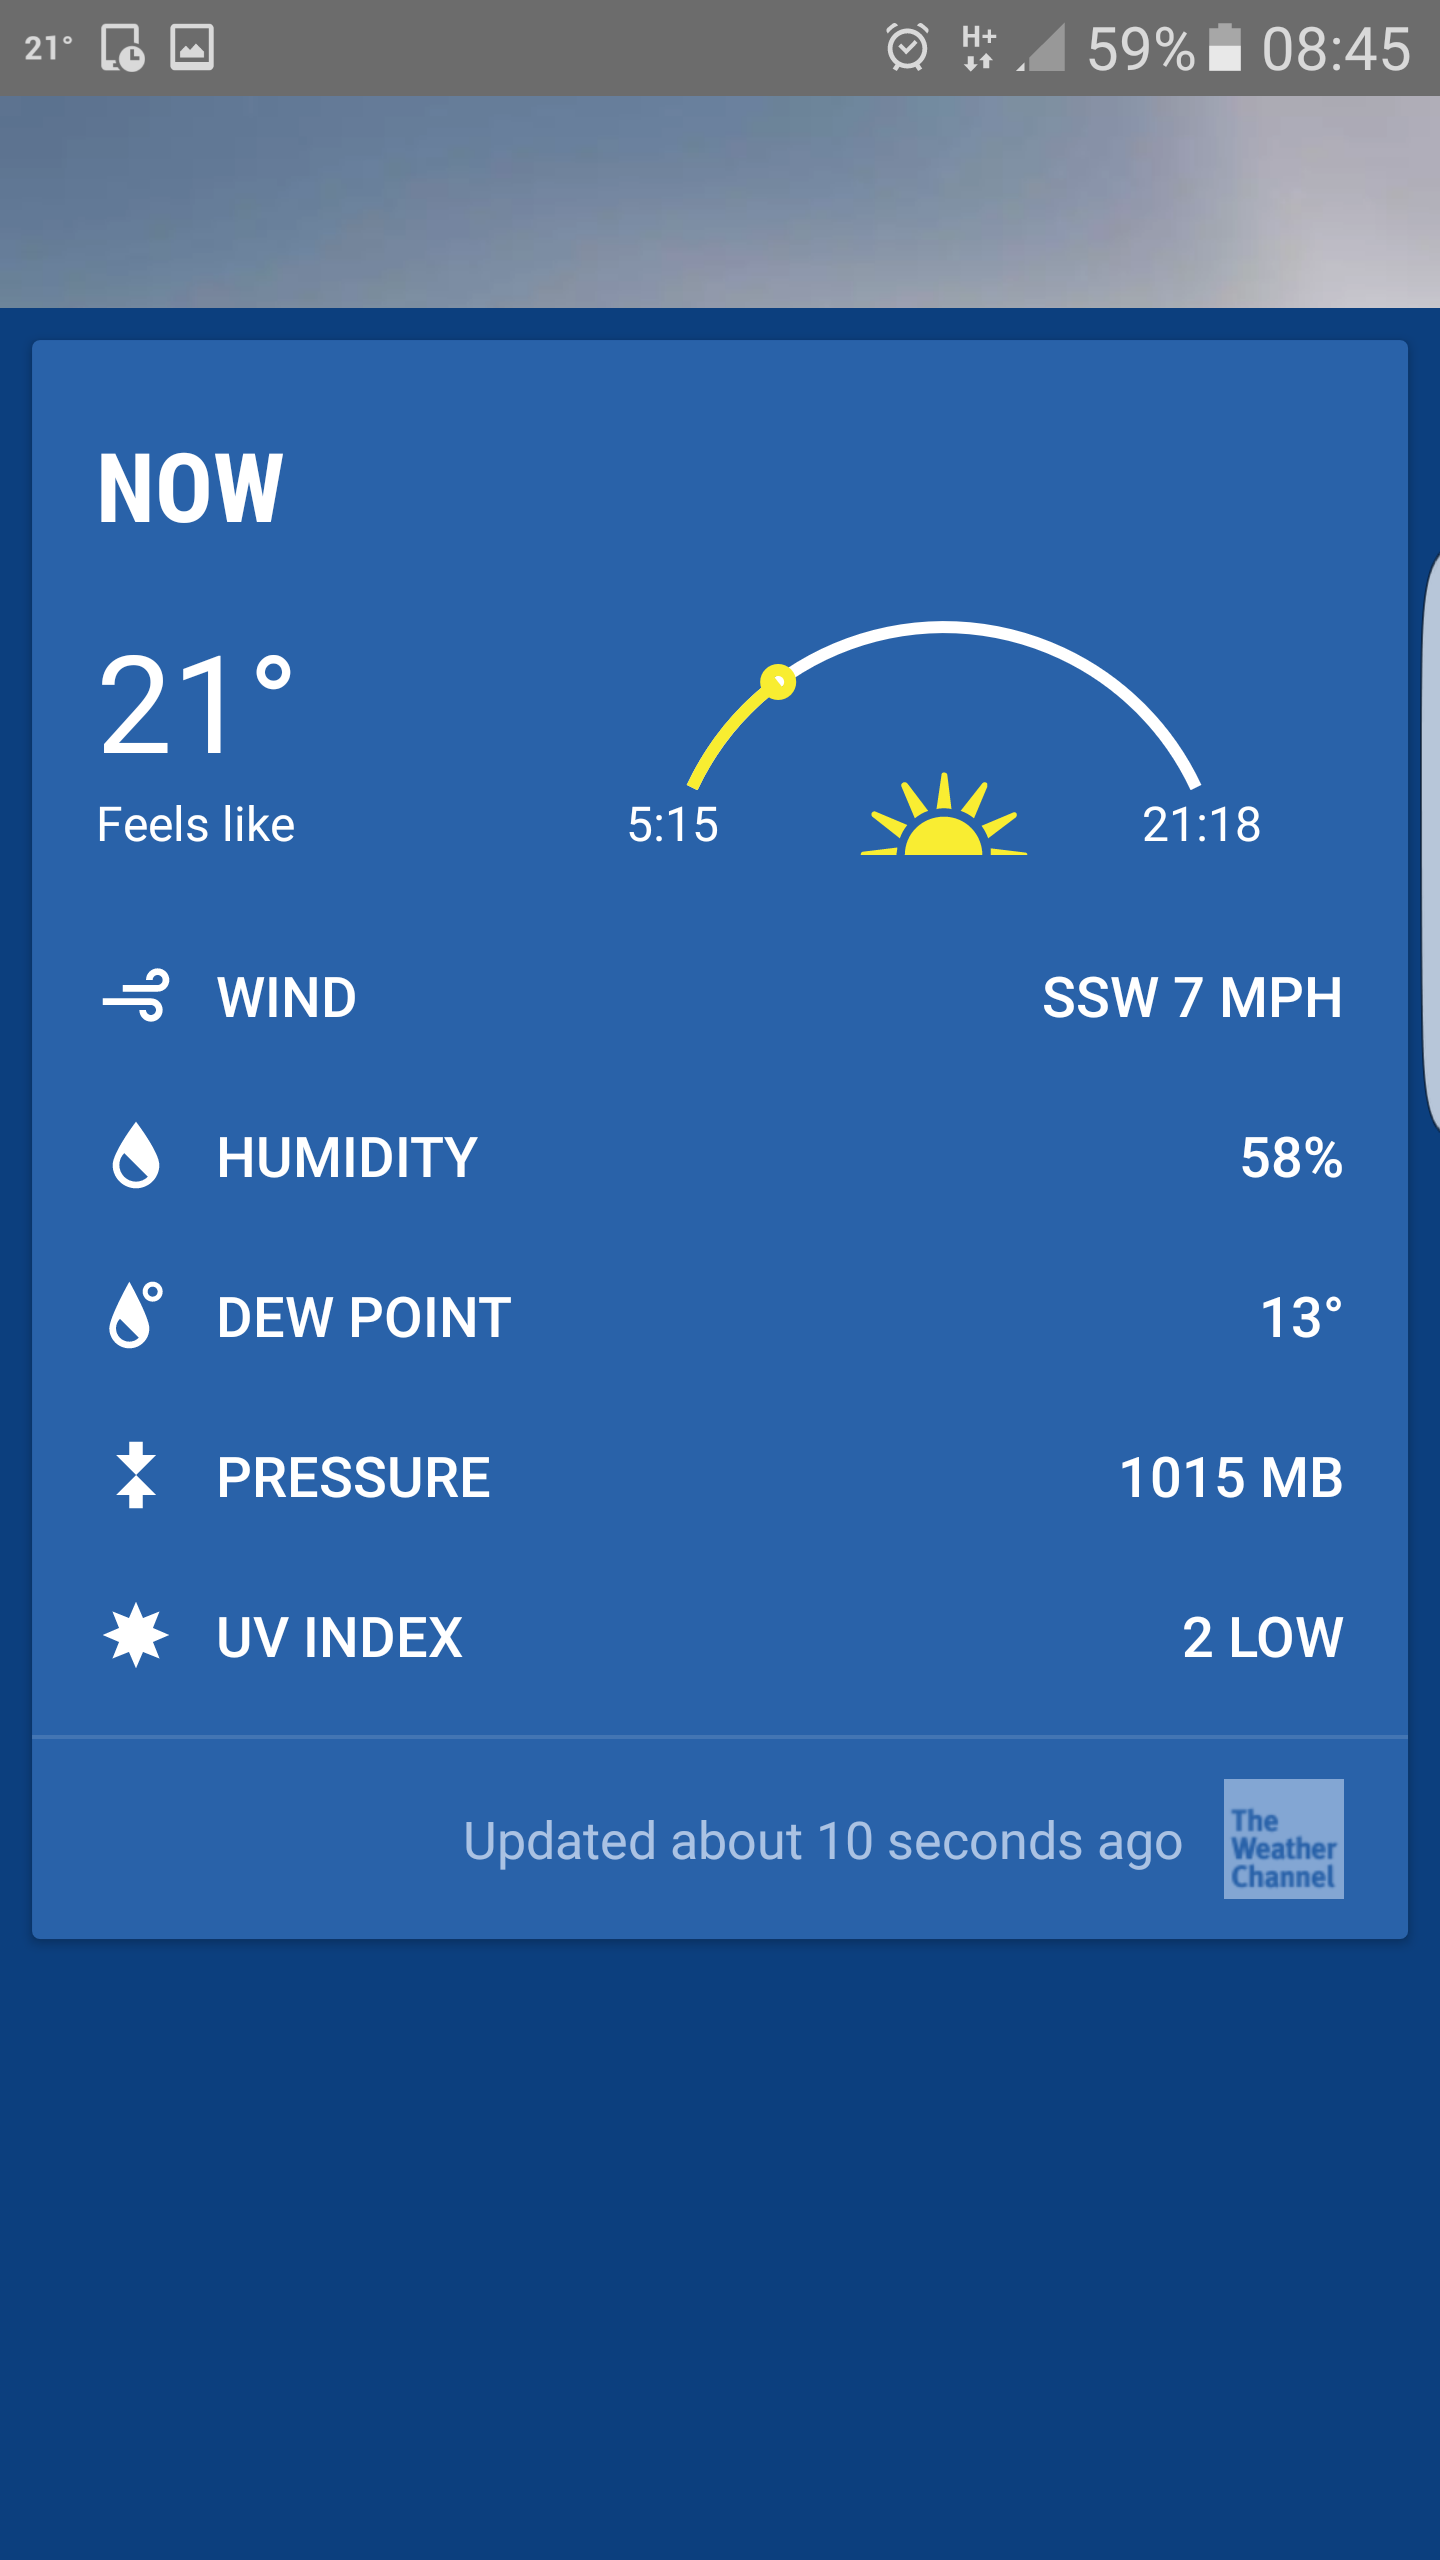 21° H+ 59% 08:45
NOW
21°
Feels like
5:15 21:18
WIND SSW 7 MPH
HUMIDITY 58%
DEW POINT 13°
PRESSURE 1015 MB
UV INDEX 2 LOW
Updated about 10 seconds ago
The
Weather
Channel